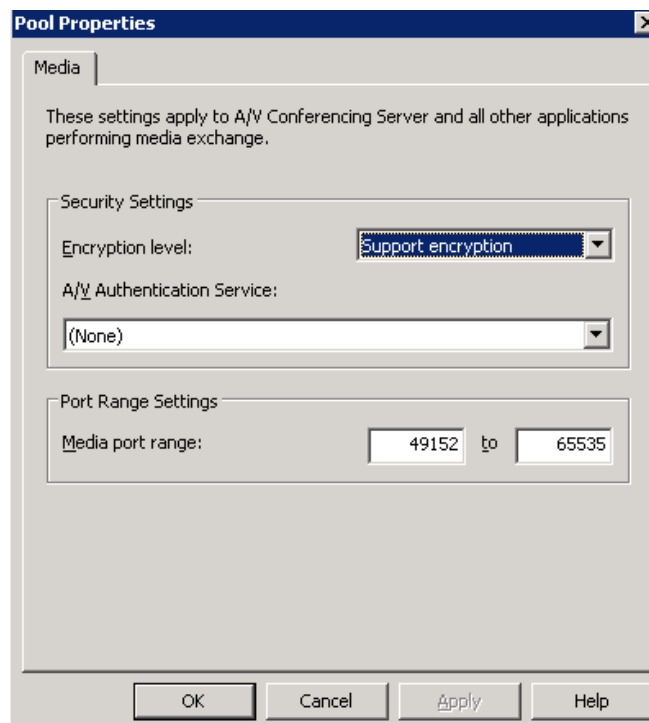 Pool Properties
Media
These settings apply to A/V Conferencing Server and all other applications
performing media exchange.
Security Settings
Encryption level: Support encryption
A/V Authentication Service:
(None)
Port Range Settings
Media port range: 49152 to 65535
OK Cancel Apply Help